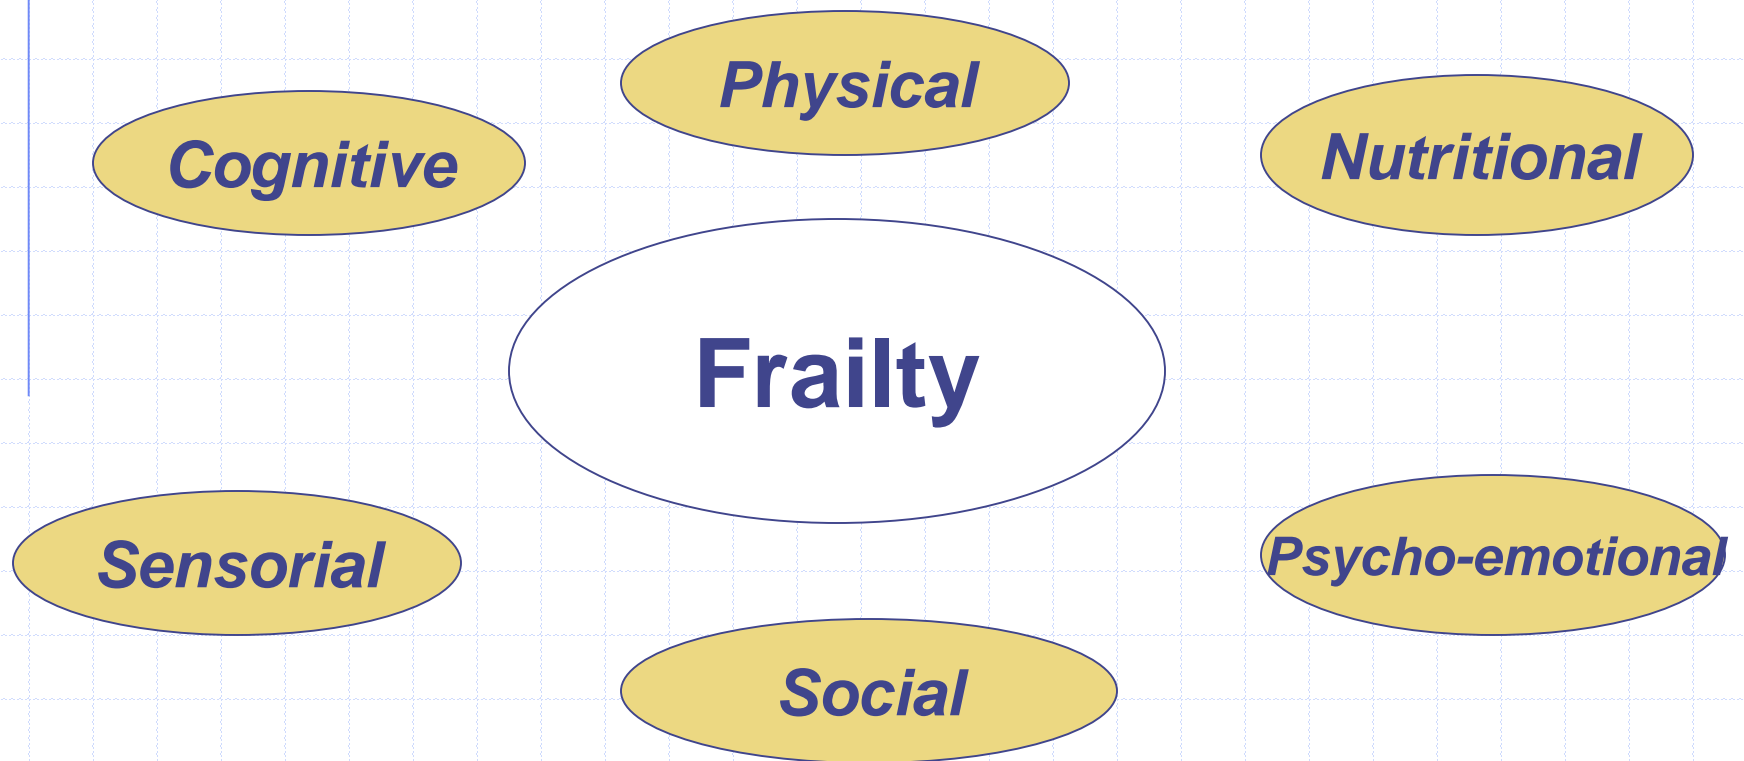 Physical
Cognitive
Nutritional
Frailty
Sensorial
Psycho-emotional
Social